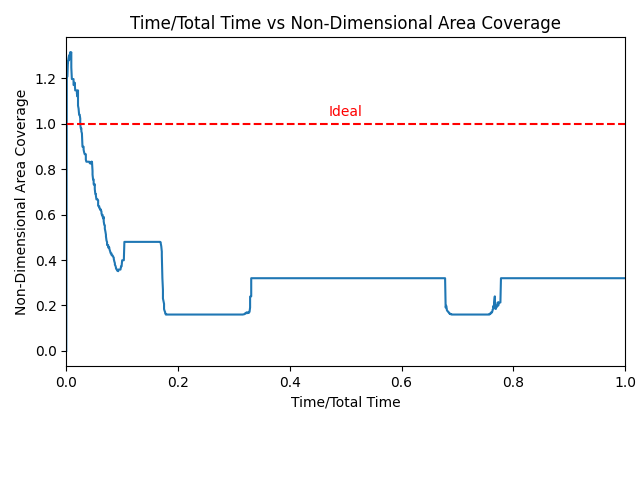 Time/Total Time vs Non-Dimensional Area Coverage
Non-Dimensional Area Coverage
1.2
1.0
0.8
0.6
0.4
0.2
0.0
Ideal
0.0 0.2 0.4 0.6 0.8 1.0
Time/Total Time